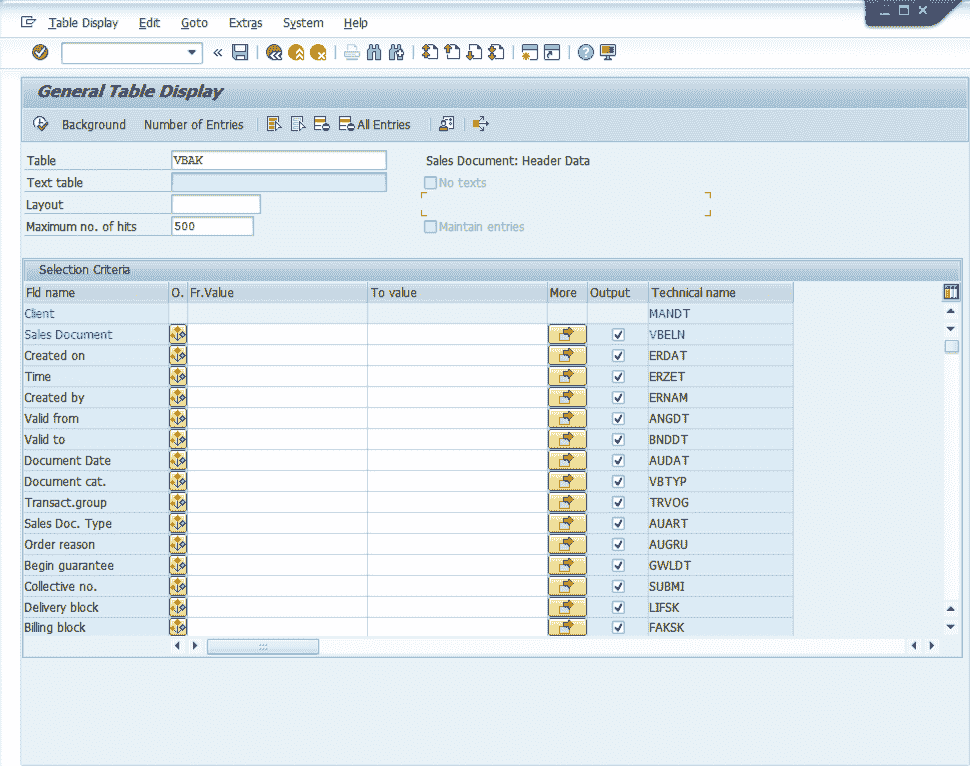 Table Display Edit Goto Extras System Help
«
General Table Display
Background Number of Entries All Entries
Table VBAK Sales Document: Header Data
Text table No texts
Layout
Maximum no. of hits 500 Maintain entries
Selection Criteria
Fld name O. Fr.Value To value More Output Technical name
Client MANDT
Sales Document VBELN
Created on ERDAT
Time ERZET
Created by ERNAM
Valid from ANGDT
Valid to BNDDT
Document Date AUDAT
Document cat. VBTYP
Transact.group TRVOG
Sales Doc. Type AUART
Order reason AUGRU
Begin guarantee GWLDT
Collective no. SUBMI
Delivery block LIFSK
Billing block FAKSK